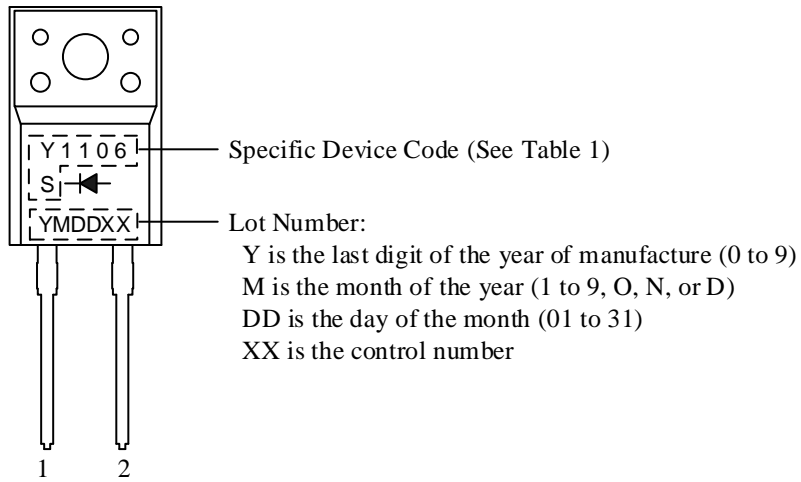 Y1106
S
YMDDXX
Specific Device Code (See Table 1)
Lot Number:
Y is the last digit of the year of manufacture (0 to 9)
M is the month of the year (1 to 9, O, N, or D)
DD is the day of the month (01 to 31)
XX is the control number
1 2